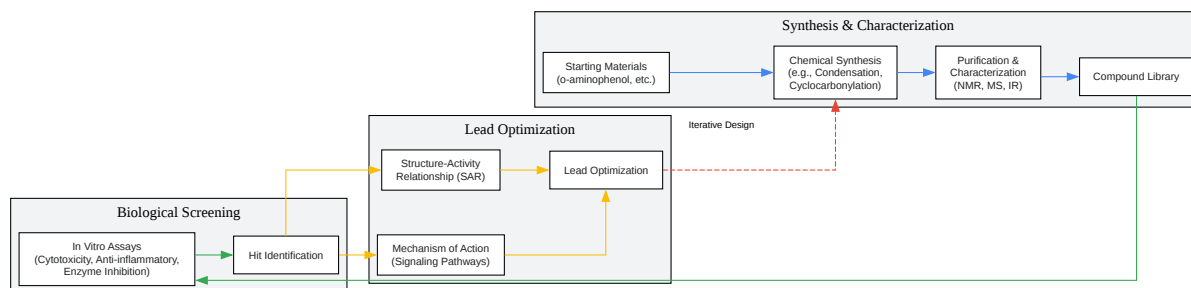 Synthesis & Characterization
Starting Materials
(o-aminophenol, etc.)
Chemical Synthesis
(e.g., Condensation,
Cyclocarbonylation)
Purification &
Characterization
(NMR, MS, IR)
Compound Library
Iterative Design
Lead Optimization
Structure-Activity
Relationship (SAR)
Lead Optimization
Mechanism of Action
(Signaling Pathways)
Biological Screening
In Vitro Assays
(Cytotoxicity, Anti-inflammatory,
Enzyme Inhibition)
Hit Identification